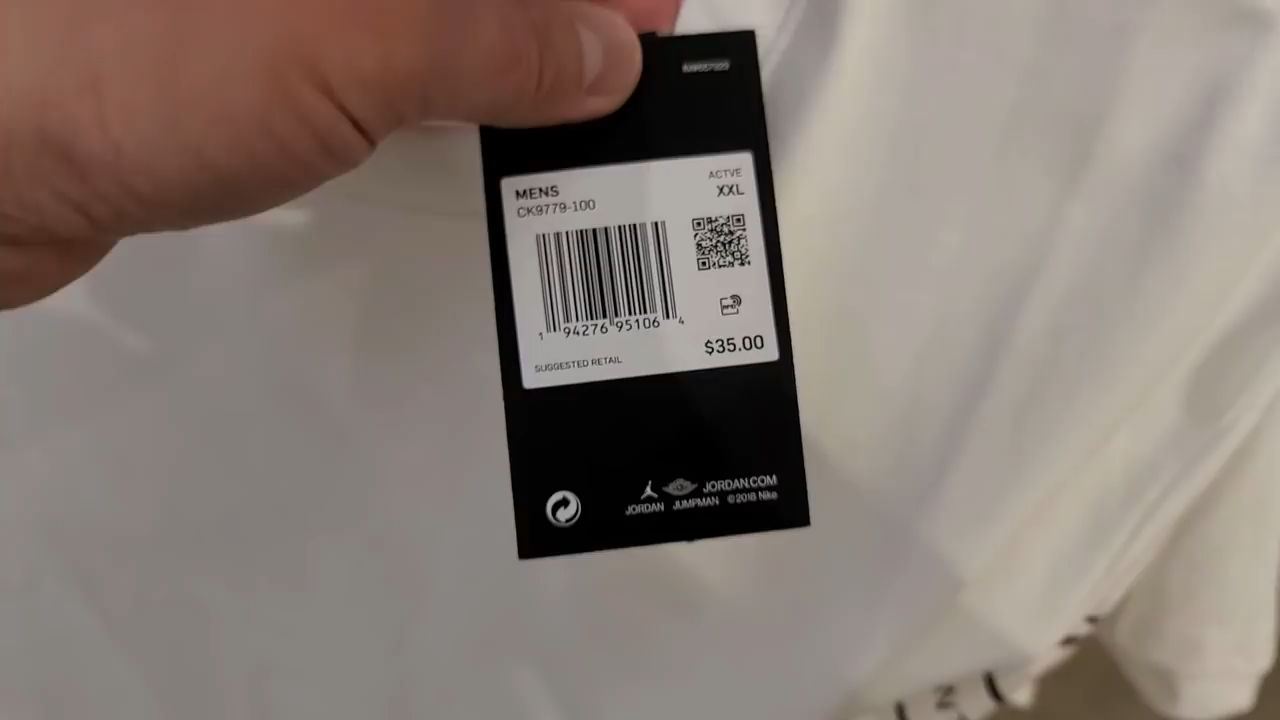 MENS
CK9779-100
ACTVE
XXL
1 94276 95106 4
SUGGESTED RETAIL
$35.00
JORDAN.COM
JORDAN JUMPMAN ©2018 Nike